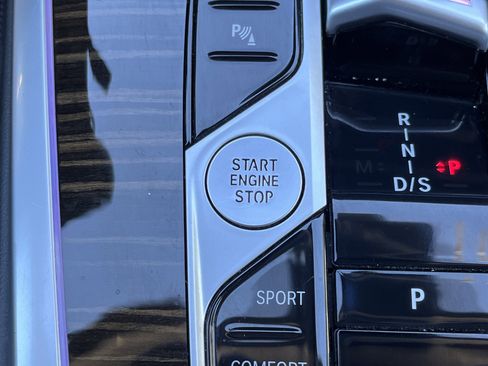 P
START
ENGINE
STOP
R
N
M
P
D/S
SPORT
P
COMFORT